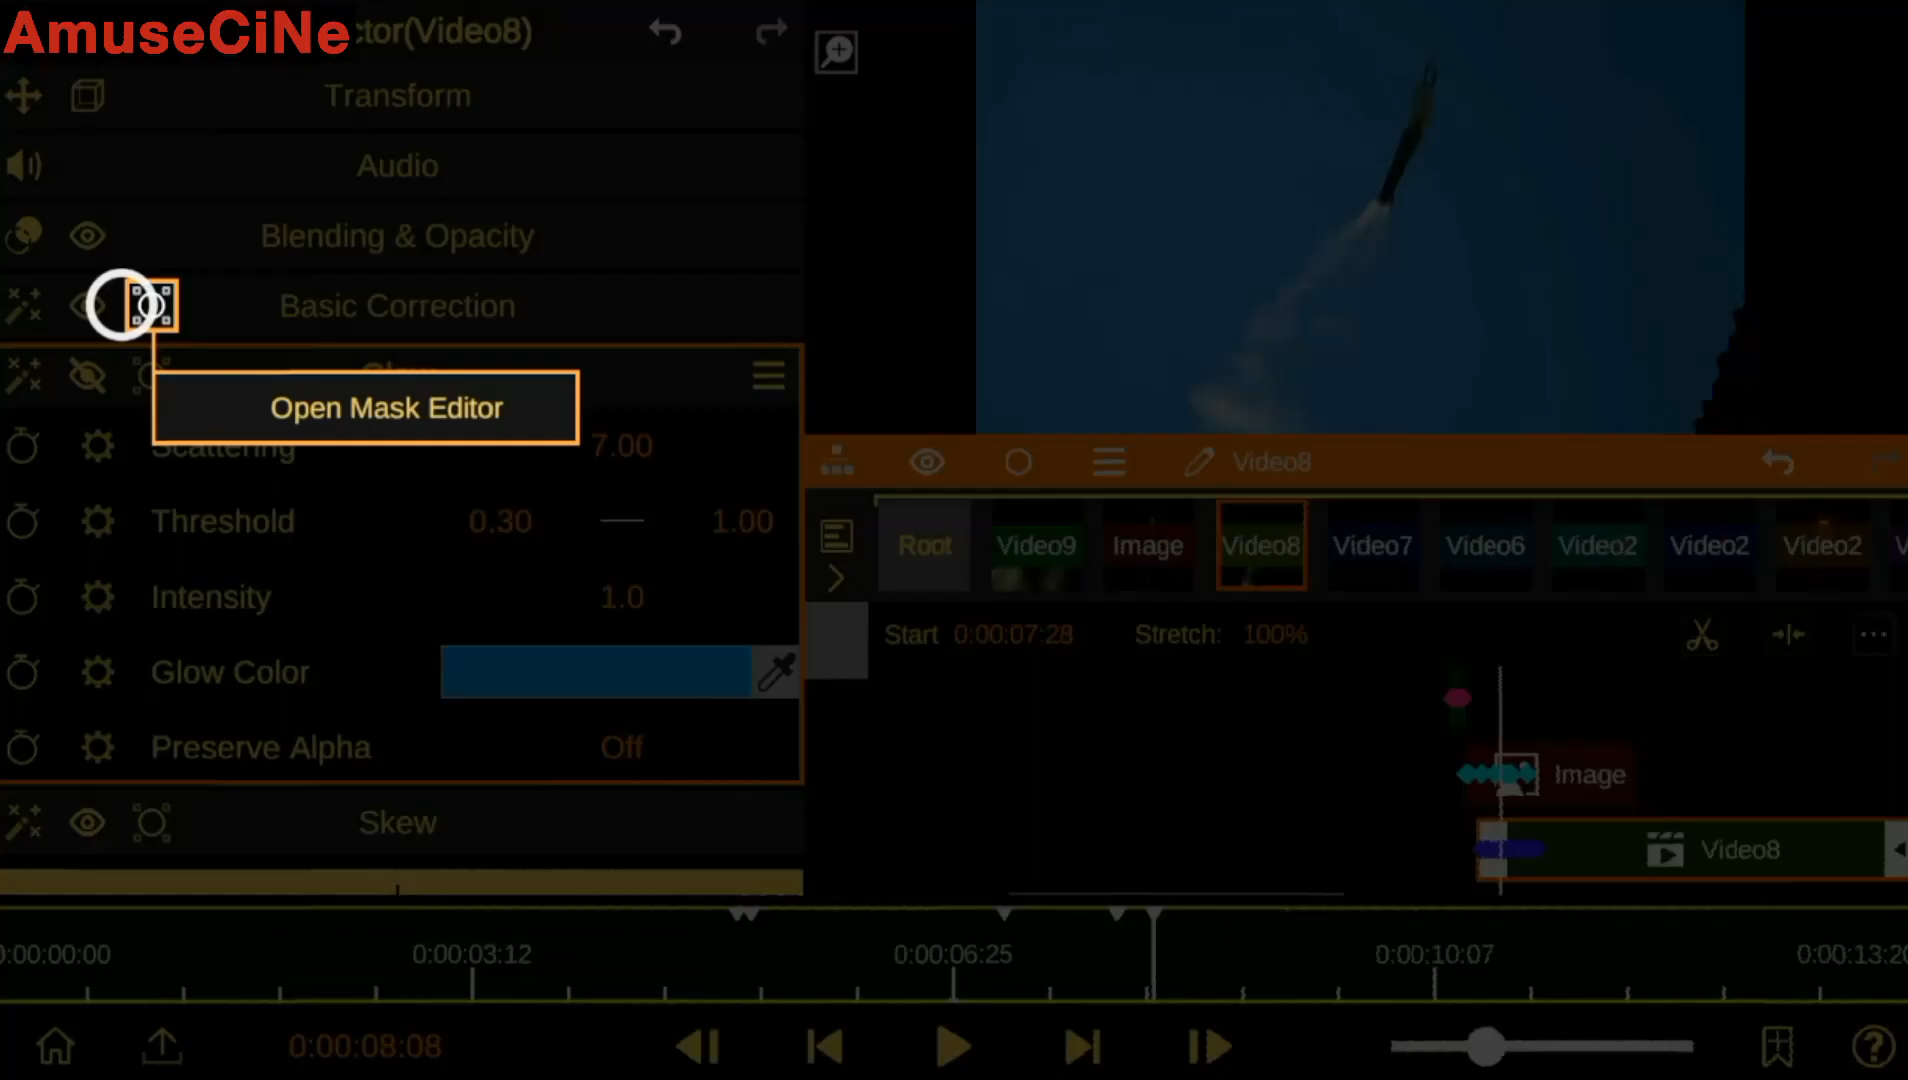 AmuseCiNe
ctor(Video8)
Transform
Audio
Blending & Opacity
Basic Correction
Open Mask Editor
Scattering 7.00
Threshold 0.30 — 1.00
Intensity 1.0
Glow Color
Preserve Alpha Off
Skew
Video8
Root Video9 Image Video8 Video7 Video6 Video2 Video2 Video2
Start 0:00:07:28 Stretch: 100%
Image
Video8
0:00:00:00 0:00:03:12 0:00:06:25 0:00:10:07 0:00:13:20
0:00:08:08